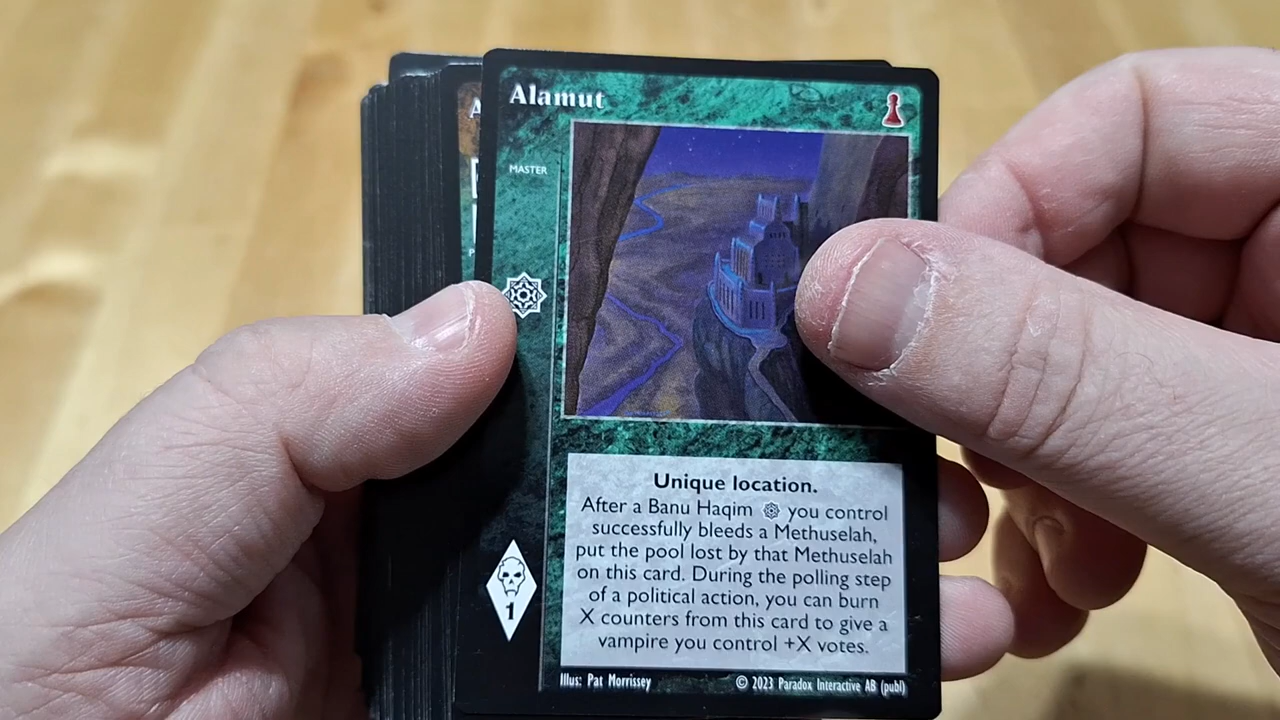 Alamut
MASTER
Unique location.
After a Banu Haqim you control
successfully bleeds a Methuselah,
put the pool lost by that Methuselah
on this card. During the polling step
of a political action, you can burn
X counters from this card to give a
vampire you control +X votes.
1
Illus: Pat Morrissey
© 2023 Paradox Interactive AB (publ)